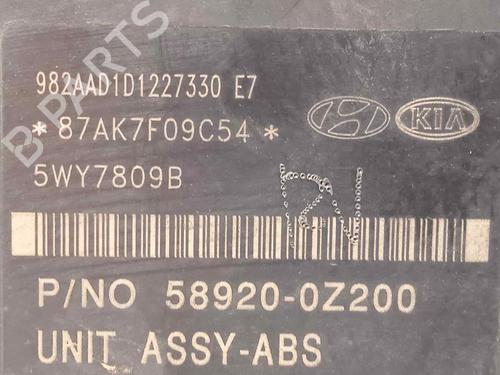 982AAD1D1227330 E7
*87AK7F09C54*
KIA
5WY7809B
P/NO 58920-0Z200
UNIT ASSY-ABS
B PARTS